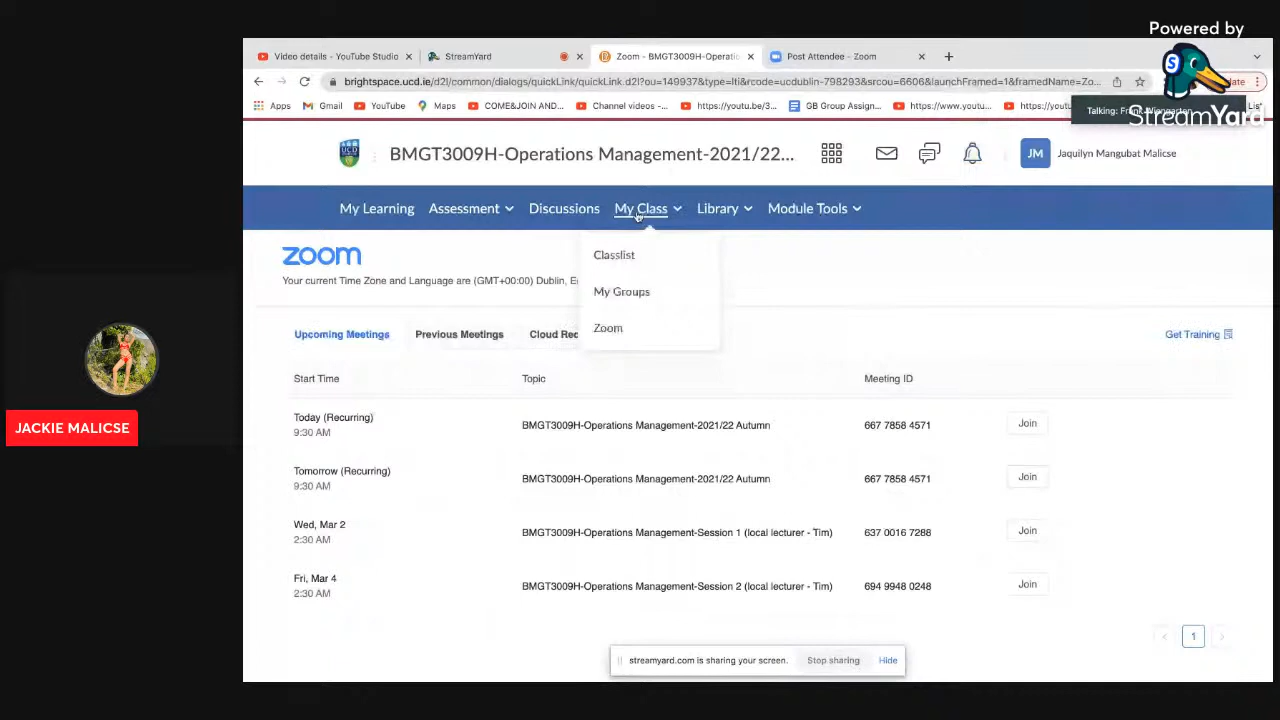 Powered by
StreamYard
Video details - YouTube Studio
StreamYard
Zoom - BMGT3009H-Operatio
Post Attendee - Zoom
brightspace.ucd.ie/d2l/common/dialogs/quickLink/quickLink.d2l?ou=149937&type=lti&rcode=ucdublin-798293&srcou=6606&launchFramed=1&framedName=Zo...
Apps
Gmail
YouTube
Maps
COME&JOIN AND...
Channel videos -...
https://youtu.be/3...
GB Group Assign...
https://www.youtu...
Talking: Frank Wiengarten
UCD
BMGT3009H-Operations Management-2021/22...
JM
Jaquilyn Mangubat Malicse
My Learning
Assessment
Discussions
My Class
Library
Module Tools
Classlist
My Groups
Zoom
zoom
Your current Time Zone and Language are (GMT+00:00) Dublin,
Upcoming Meetings
Previous Meetings
Cloud Rec
Get Training
Start Time
Topic
Meeting ID
Today (Recurring)
9:30 AM
BMGT3009H-Operations Management-2021/22 Autumn
667 7858 4571
Join
Tomorrow (Recurring)
9:30 AM
BMGT3009H-Operations Management-2021/22 Autumn
667 7858 4571
Join
Wed, Mar 2
2:30 AM
BMGT3009H-Operations Management-Session 1 (local lecturer - Tim)
637 0016 7288
Join
Fri, Mar 4
2:30 AM
BMGT3009H-Operations Management-Session 2 (local lecturer - Tim)
694 9948 0248
Join
1
streamyard.com is sharing your screen.
Stop sharing
Hide
JACKIE MALICSE